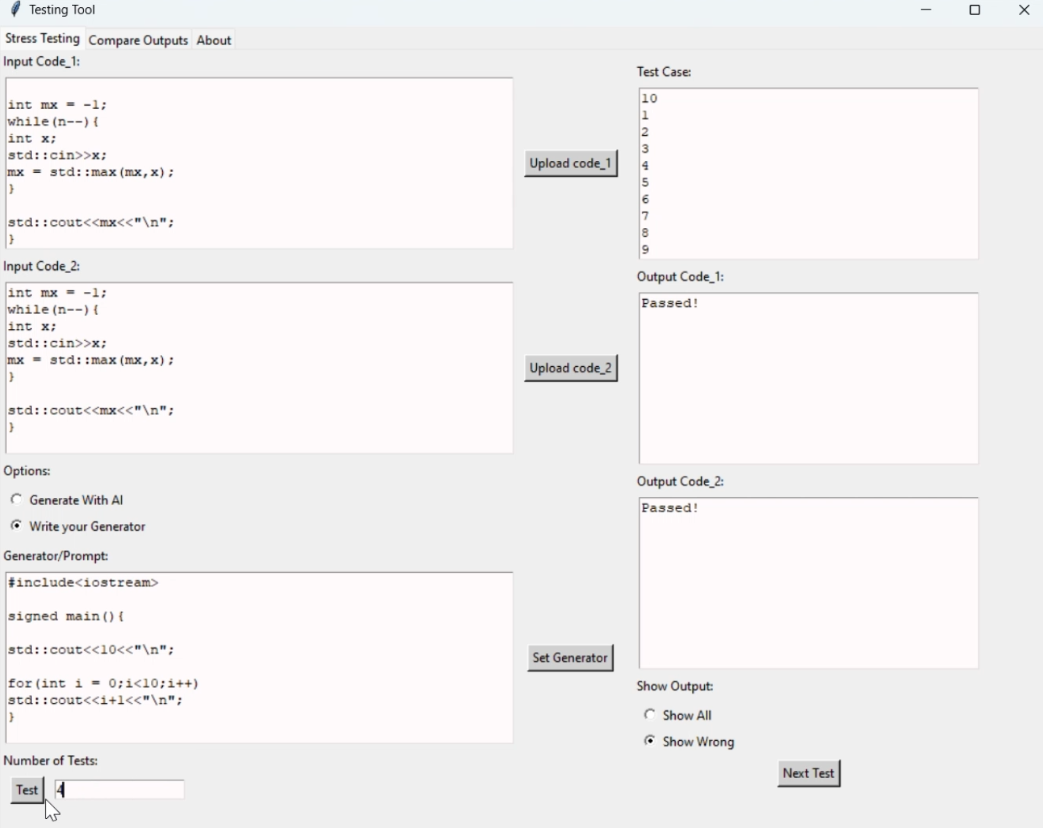 Testing Tool
Stress Testing Compare Outputs About
Input Code_1:
int mx = -1;
while(n--){
int x;
std::cin>>x;
mx = std::max(mx,x);
}
std::cout<<mx<<"\n";
}
Upload code_1
Input Code_2:
int mx = -1;
while(n--){
int x;
std::cin>>x;
mx = std::max(mx,x);
}
std::cout<<mx<<"\n";
}
Upload code_2
Options:
Generate With AI
Write your Generator
Generator/Prompt:
#include<iostream>
signed main(){
std::cout<<10<<"\n";
for(int i = 0;i<10;i++)
std::cout<<i+1<<"\n";
}
Set Generator
Number of Tests:
Test 4
Test Case:
10
1
2
3
4
5
6
7
8
9
Output Code_1:
Passed!
Output Code_2:
Passed!
Show Output:
Show All
Show Wrong
Next Test